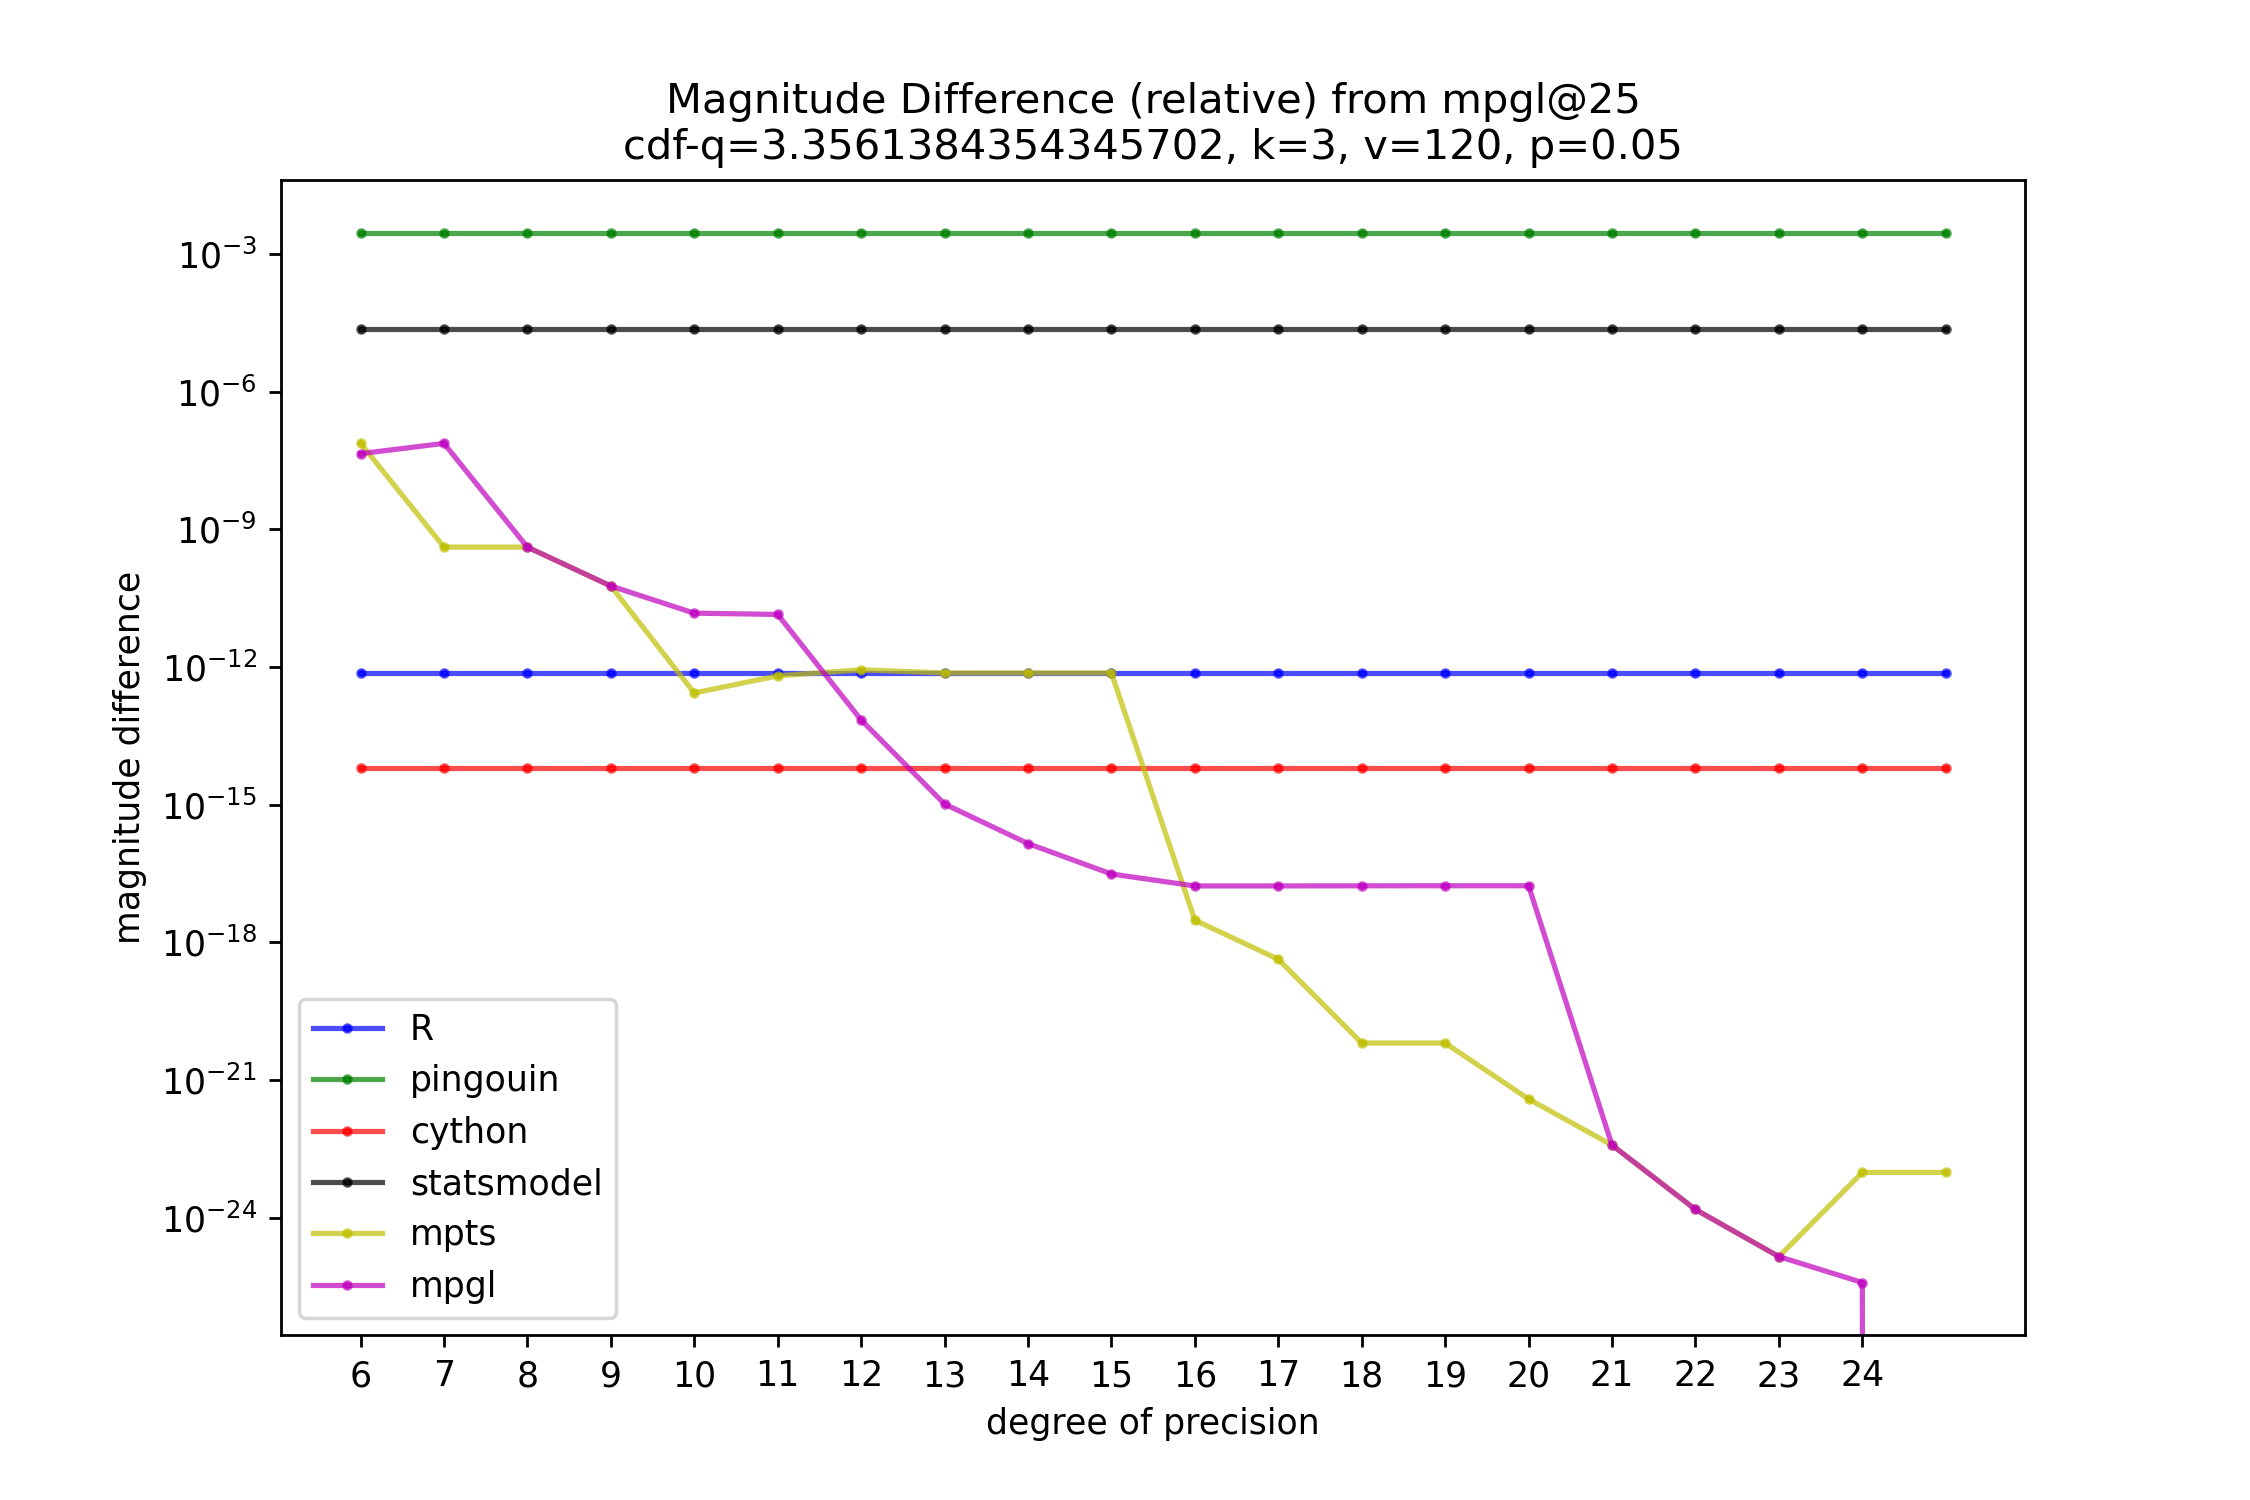 Magnitude Difference (relative) from mpgl@25
cdf-q=3.3561384354345702, k=3, v=120, p=0.05
magnitude difference
10⁻³
10⁻⁶
10⁻⁹
10⁻¹²
10⁻¹⁵
10⁻¹⁸
10⁻²¹
10⁻²⁴
R
pingouin
cython
statsmodel
mpts
mpgl
6 7 8 9 10 11 12 13 14 15 16 17 18 19 20 21 22 23 24
degree of precision